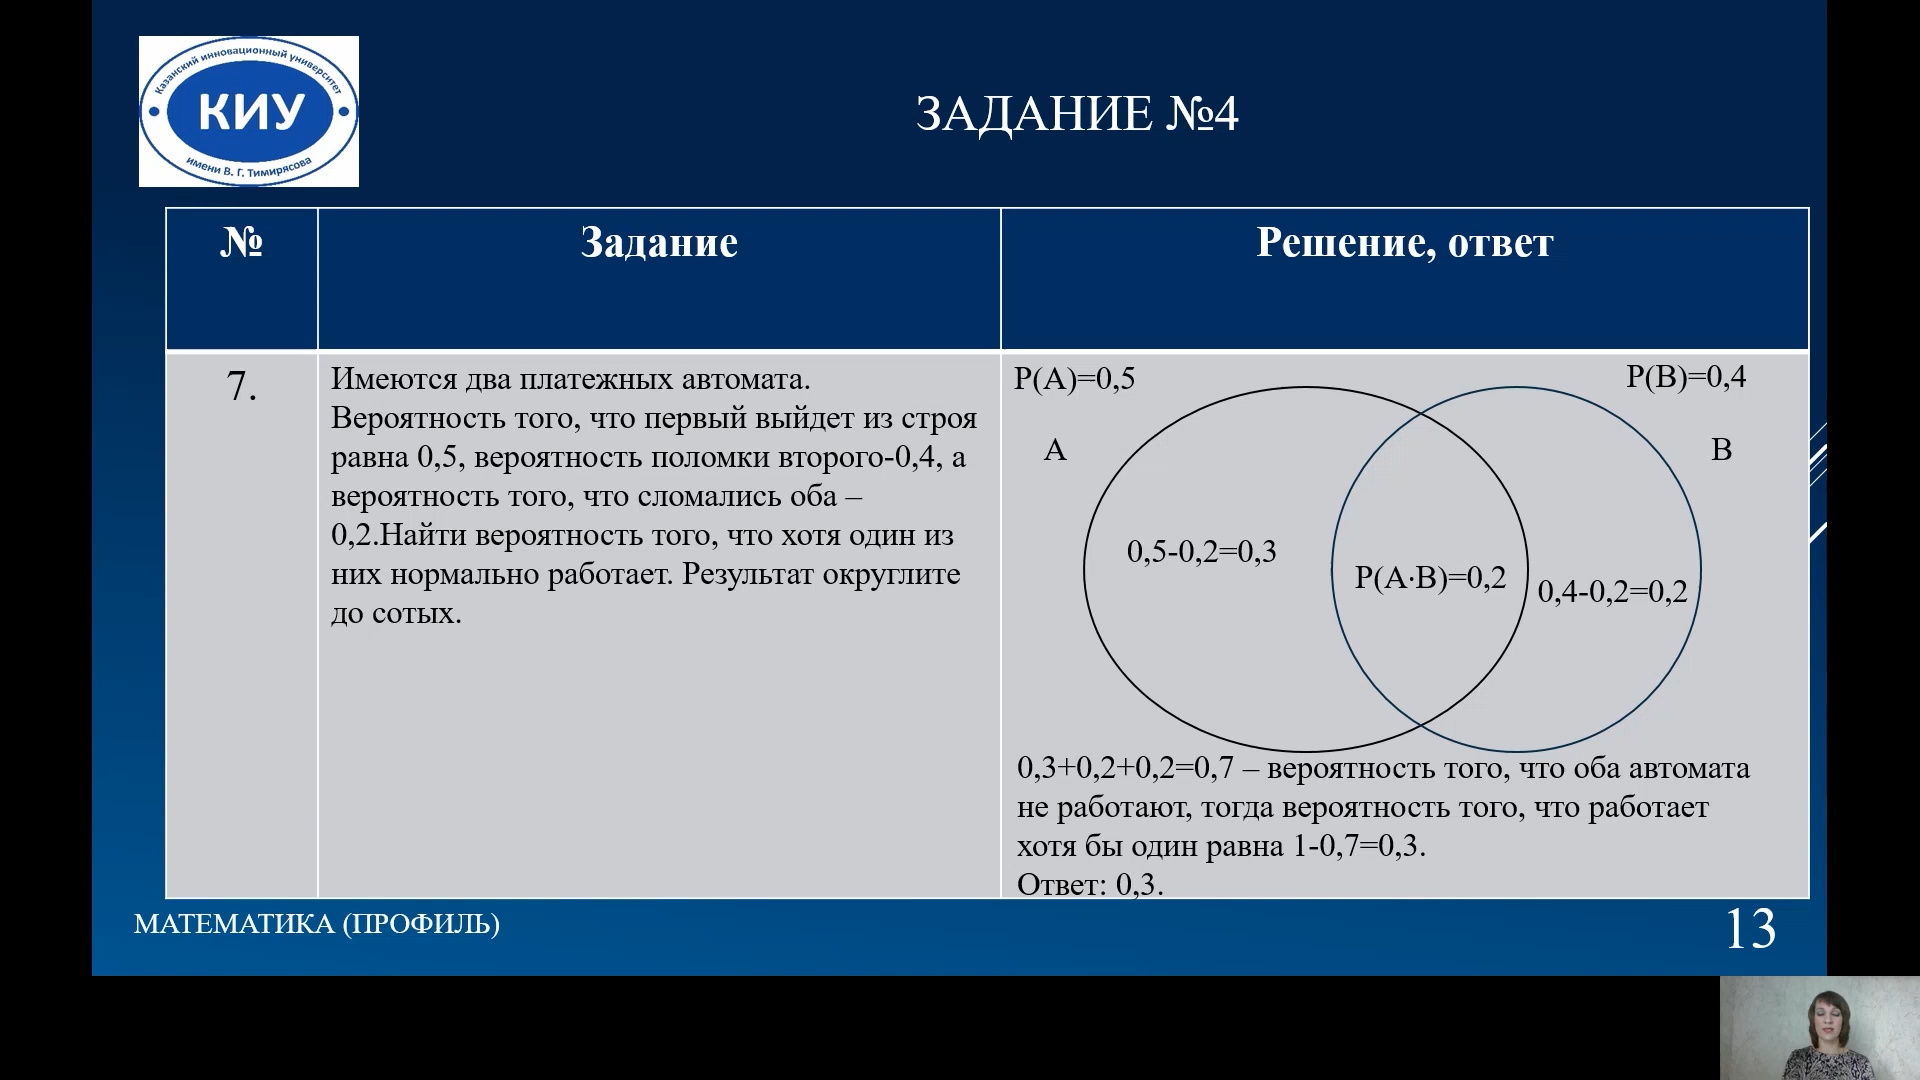 Казанский инновационный университет
КИУ
имени В. Г. Тимирясова
ЗАДАНИЕ №4
№
Задание
Решение, ответ
7.
Имеются два платежных автомата.
Вероятность того, что первый выйдет из строя
равна 0,5, вероятность поломки второго-0,4, а
вероятность того, что сломались оба –
0,2.Найти вероятность того, что хотя один из
них нормально работает. Результат округлите
до сотых.
P(A)=0,5
P(B)=0,4
A
B
0,5-0,2=0,3
P(A·B)=0,2
0,4-0,2=0,2
0,3+0,2+0,2=0,7 – вероятность того, что оба автомата
не работают, тогда вероятность того, что работает
хотя бы один равна 1-0,7=0,3.
Ответ: 0,3.
МАТЕМАТИКА (ПРОФИЛЬ)
13